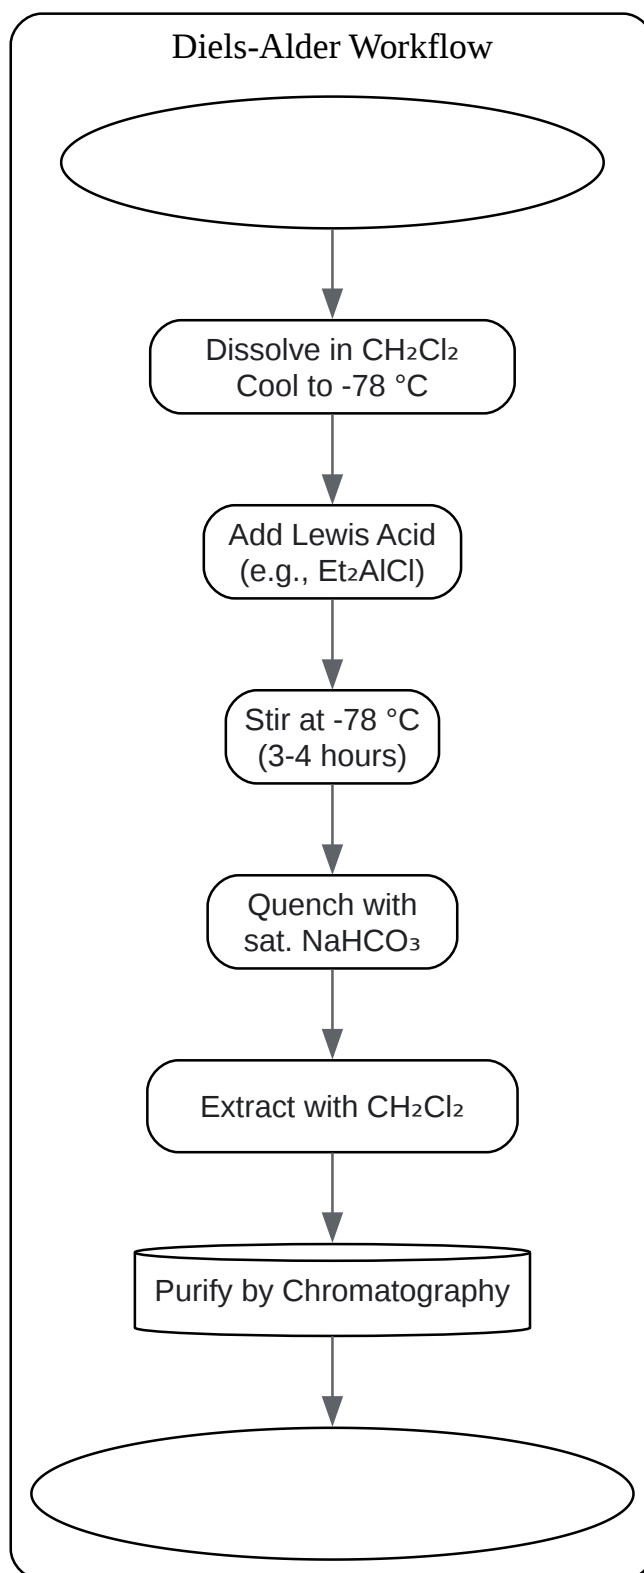 Diels-Alder Workflow
Dissolve in CH₂Cl₂
Cool to -78 °C
Add Lewis Acid
(e.g., Et₂AlCl)
Stir at -78 °C
(3-4 hours)
Quench with
sat. NaHCO₃
Extract with CH₂Cl₂
Purify by Chromatography